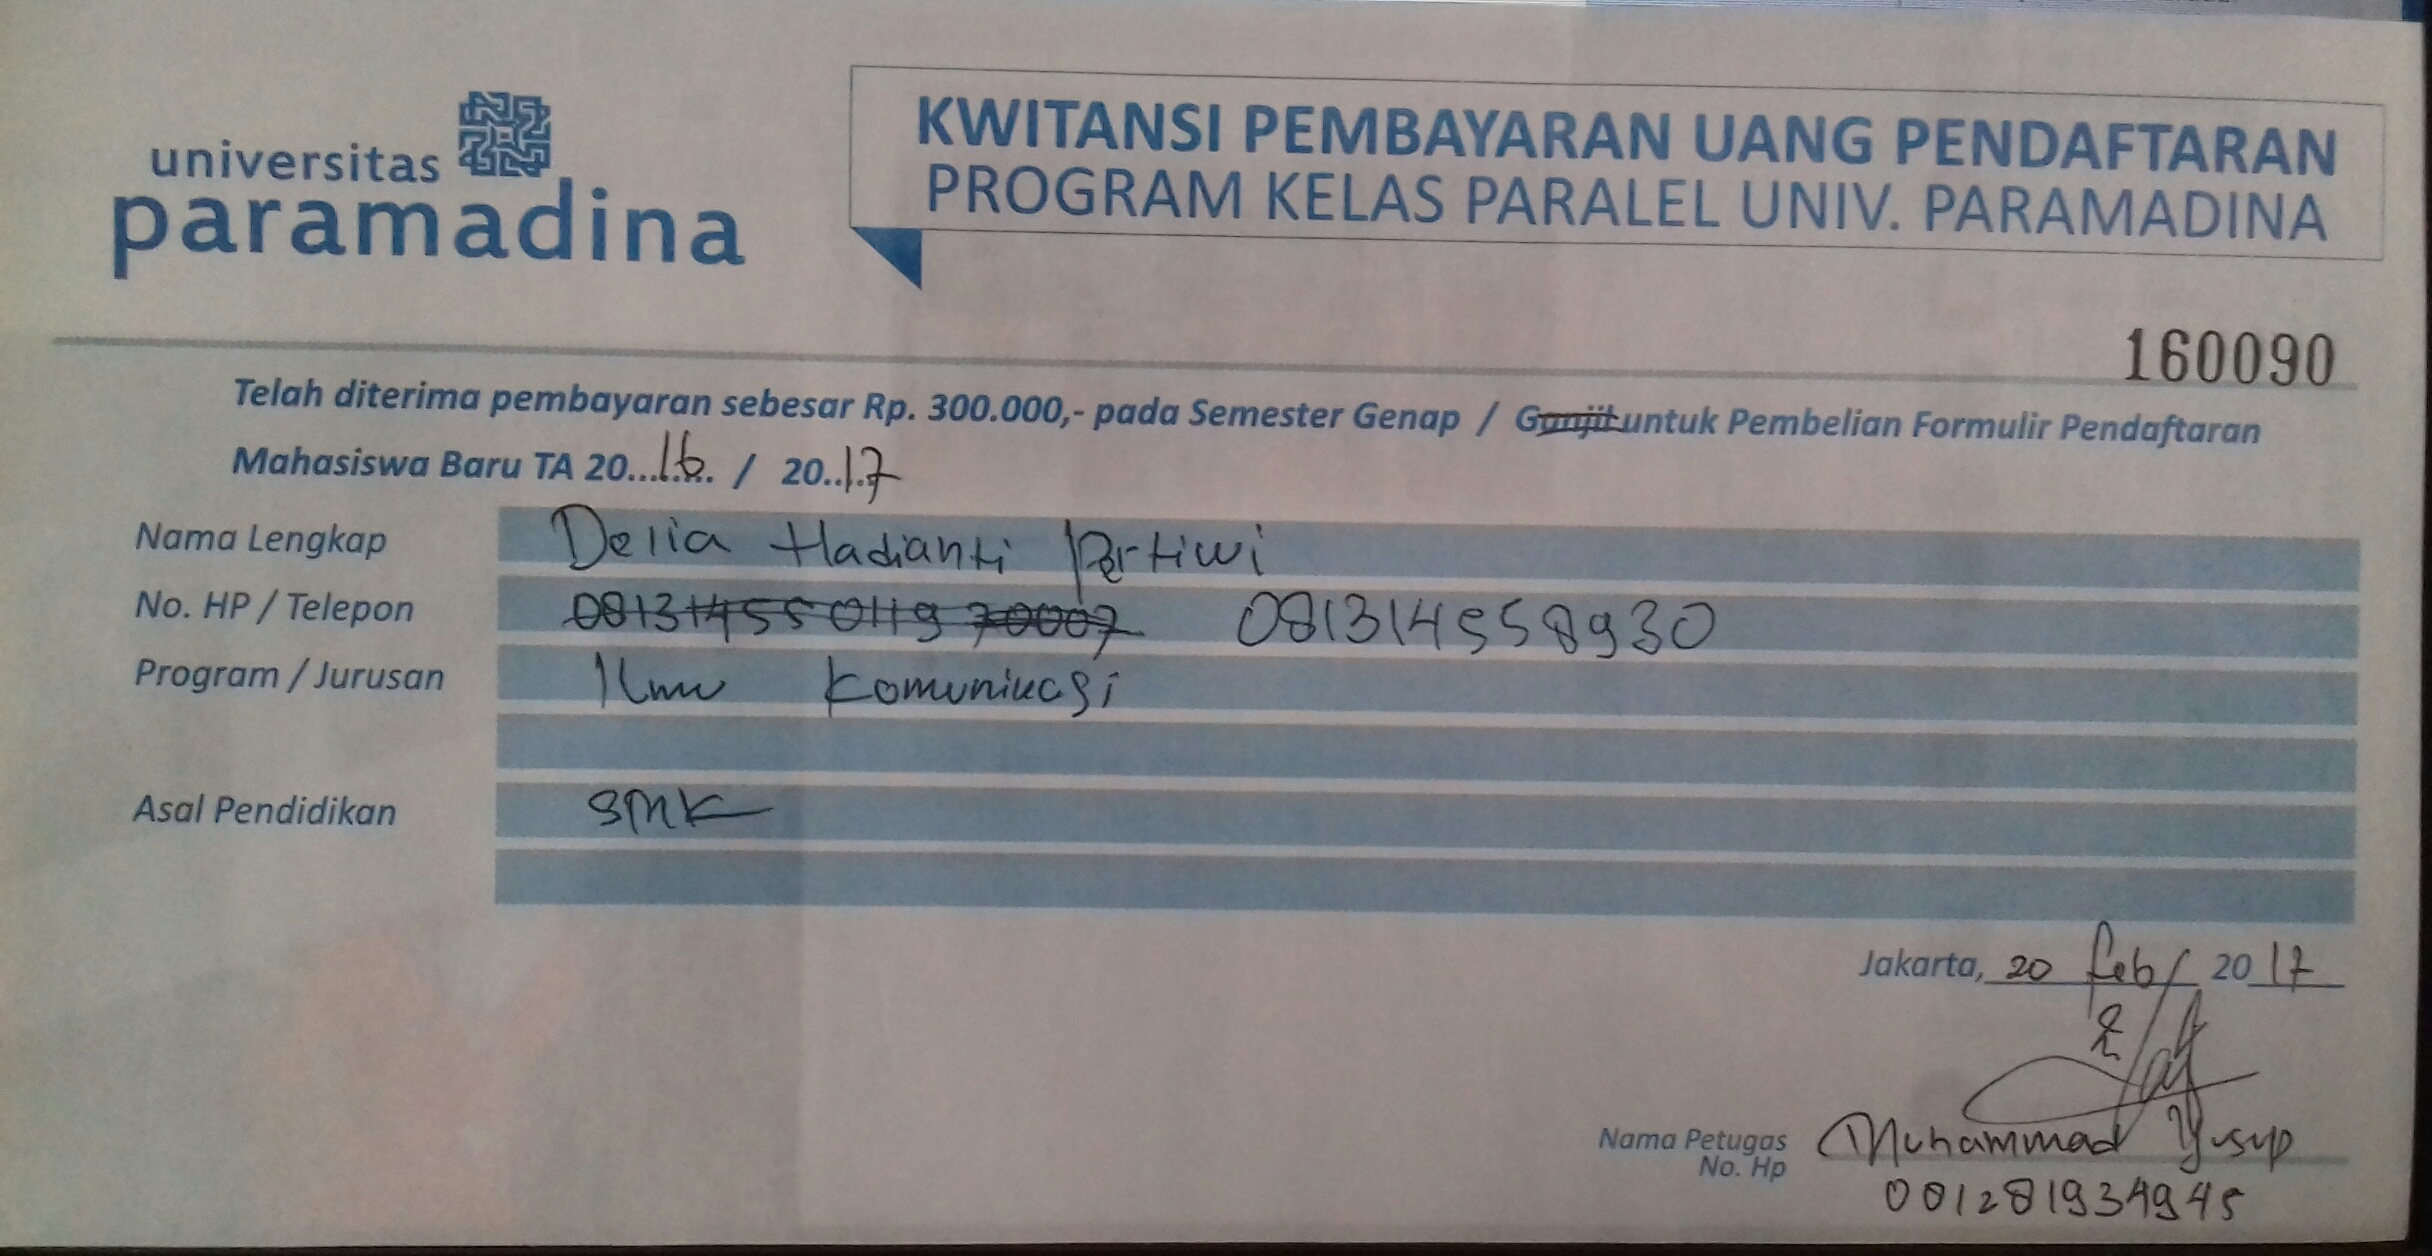 universitas
paramadina
KWITANSI PEMBAYARAN UANG PENDAFTARAN
PROGRAM KELAS PARALEL UNIV. PARAMADINA
160090
Telah diterima pembayaran sebesar Rp. 300.000,- pada Semester Genap / Ganjil untuk Pembelian Formulir Pendaftaran
Mahasiswa Baru TA 20...16.. / 20..17
Nama Lengkap Delia Hadianti Pertiwi
No. HP / Telepon 081314558930
Program / Jurusan Ilmu Komunikasi
Asal Pendidikan SMK
Jakarta, 20 Feb / 2017
Nama Petugas Muhammad Yusup
No. Hp 081281934945